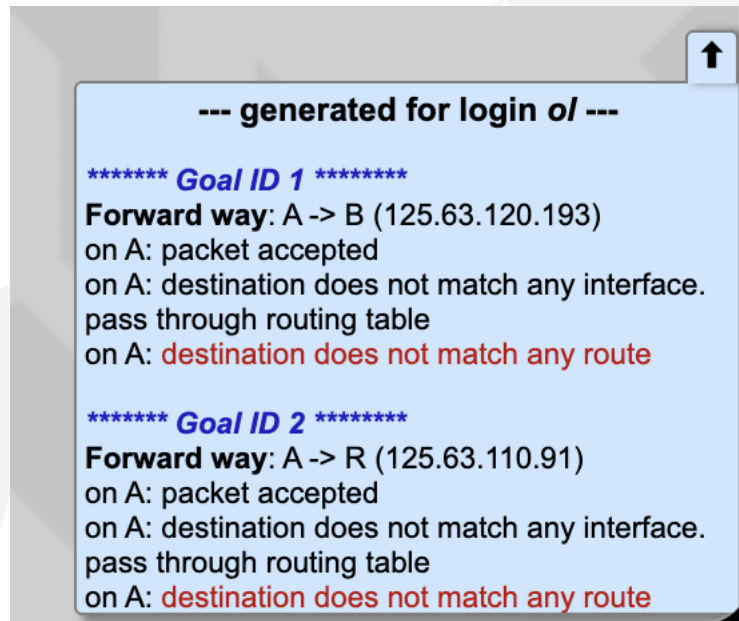 --- generated for login ol ---
******* Goal ID 1 ********
Forward way: A -> B (125.63.120.193)
on A: packet accepted
on A: destination does not match any interface.
pass through routing table
on A: destination does not match any route
******* Goal ID 2 ********
Forward way: A -> R (125.63.110.91)
on A: packet accepted
on A: destination does not match any interface.
pass through routing table
on A: destination does not match any route